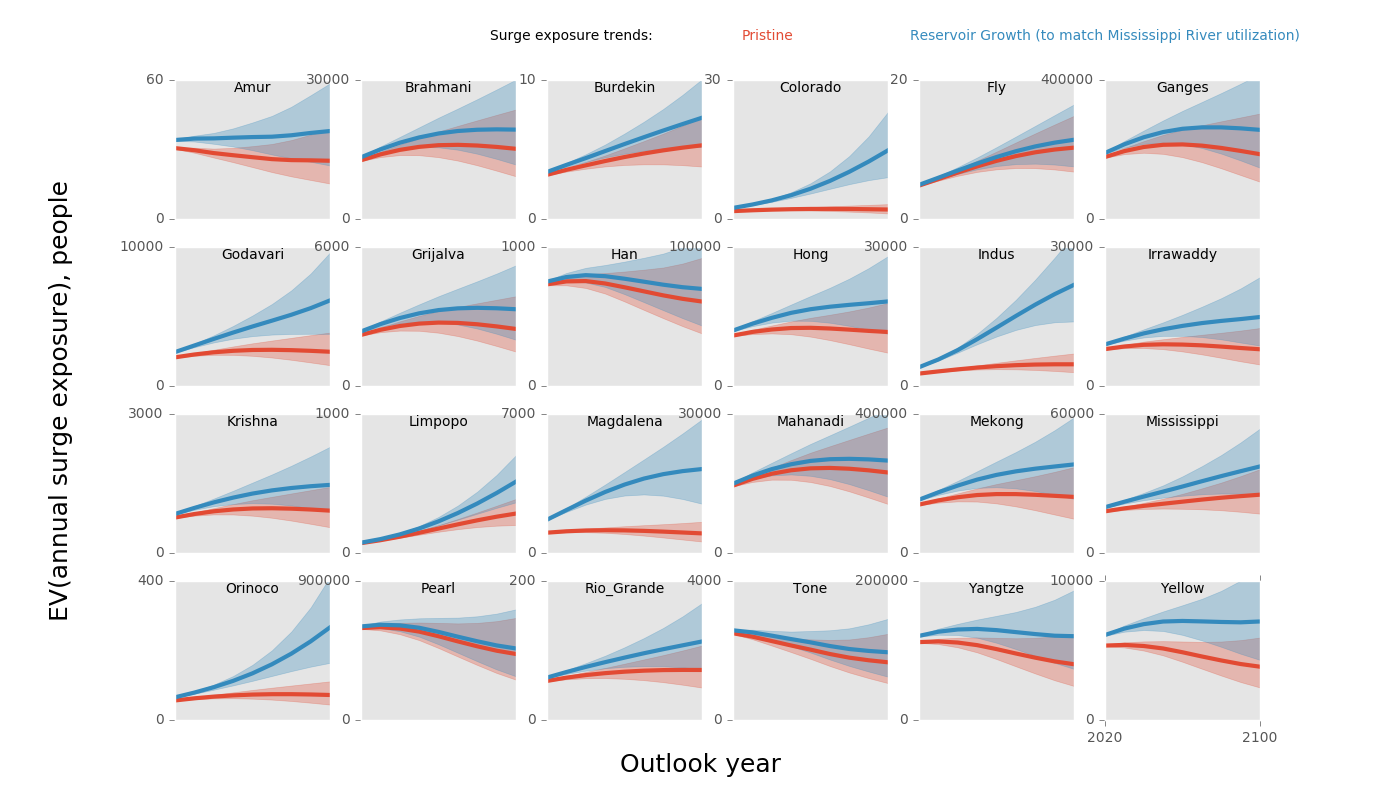 Surge exposure trends: Pristine Reservoir Growth (to match Mississippi River utilization)
60 30000 10 30 20 400000
Amur Brahmani Burdekin Colorado Fly Ganges
0 0 0 0 0 0
10000 6000 1000 100000 30000 30000
Godavari Grijalva Han Hong Indus Irrawaddy
0 0 0 0 0 0
3000 1000 7000 30000 400000 60000
Krishna Limpopo Magdalena Mahanadi Mekong Mississippi
0 0 0 0 0 0
400 900000 200 4000 200000 10000
Orinoco Pearl Rio_Grande Tone Yangtze Yellow
0 0 0 0 0 0
2020 2100
EV(annual surge exposure), people
Outlook year